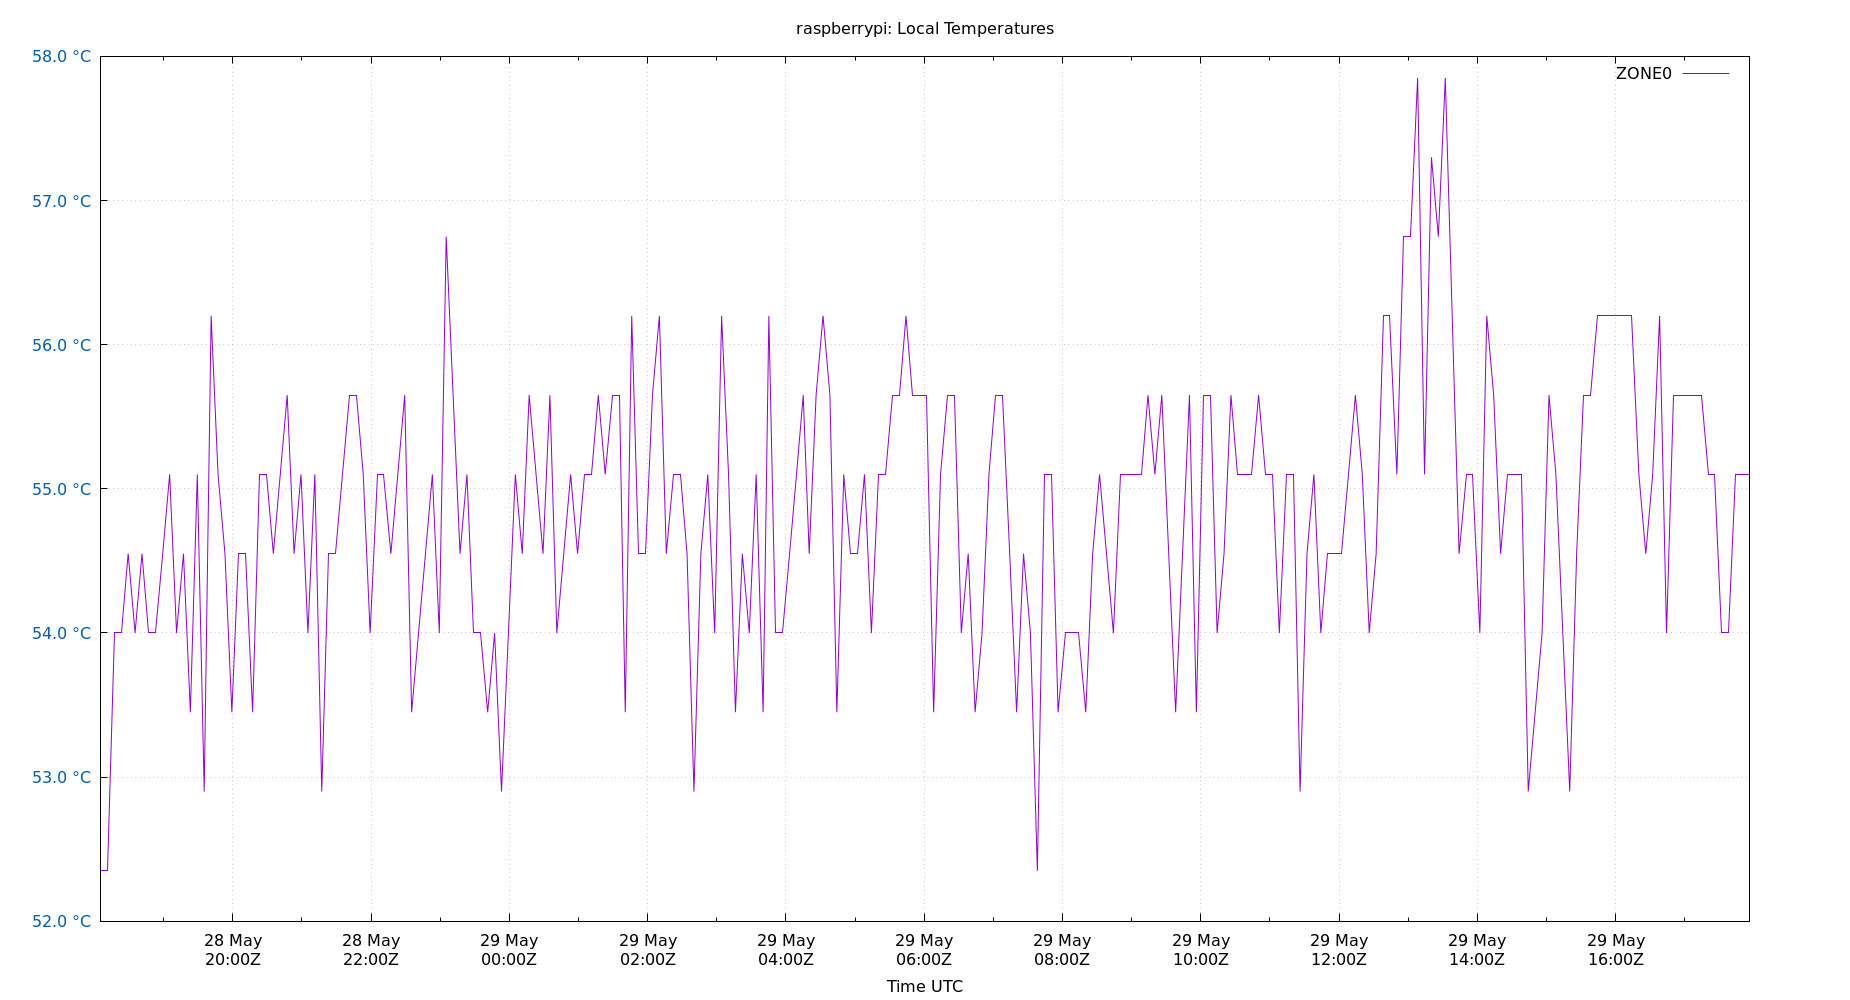 raspberrypi: Local Temperatures
58.0 °C
ZONE0
57.0 °C
56.0 °C
55.0 °C
54.0 °C
53.0 °C
52.0 °C
28 May 28 May 29 May 29 May 29 May 29 May 29 May 29 May 29 May 29 May 29 May
20:00Z 22:00Z 00:00Z 02:00Z 04:00Z 06:00Z 08:00Z 10:00Z 12:00Z 14:00Z 16:00Z
Time UTC